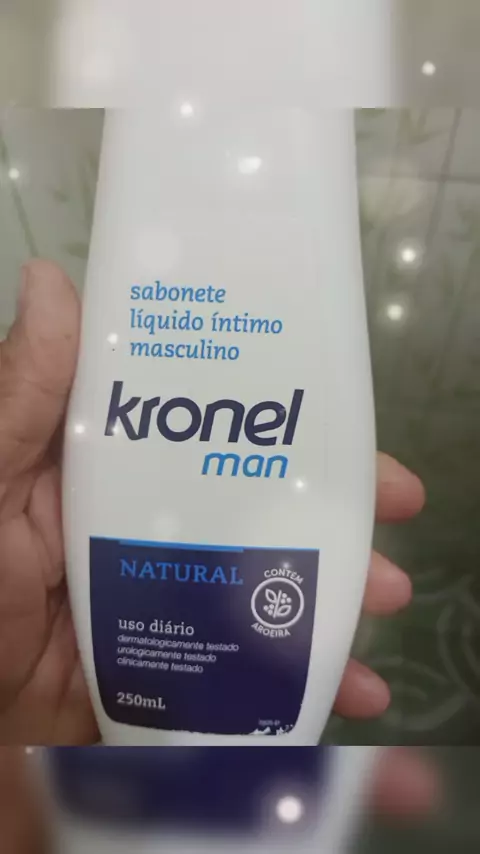 sabonete
líquido íntimo
masculino
kronel
man
NATURAL
CONTÉM
AROEIRA
uso diário
dermatologicamente testado
urologicamente testado
clinicamente testado
250mL